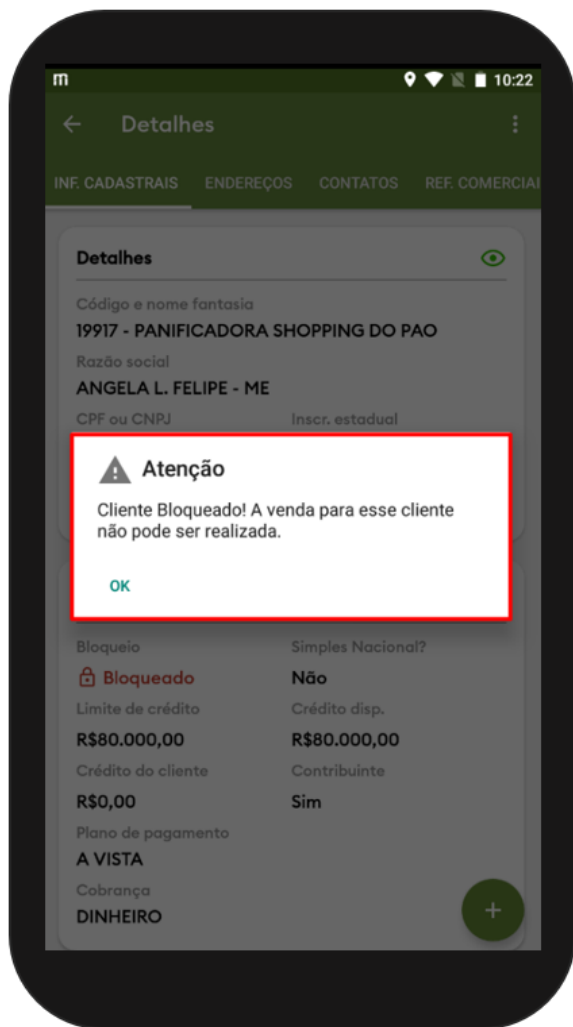 m 10:22
Detalhes
INF. CADASTRAIS ENDEREÇOS CONTATOS REF. COMERCIAI
Detalhes
Código e nome fantasia
19917 - PANIFICADORA SHOPPING DO PAO
Razão social
ANGELA L. FELIPE - ME
CPF ou CNPJ Inscr. estadual
Atenção
Cliente Bloqueado! A venda para esse cliente
não pode ser realizada.
OK
Bloqueio Simples Nacional?
Bloqueado Não
Limite de crédito Crédito disp.
R$80.000,00 R$80.000,00
Crédito do cliente Contribuinte
R$0,00 Sim
Plano de pagamento
A VISTA
Cobrança
DINHEIRO